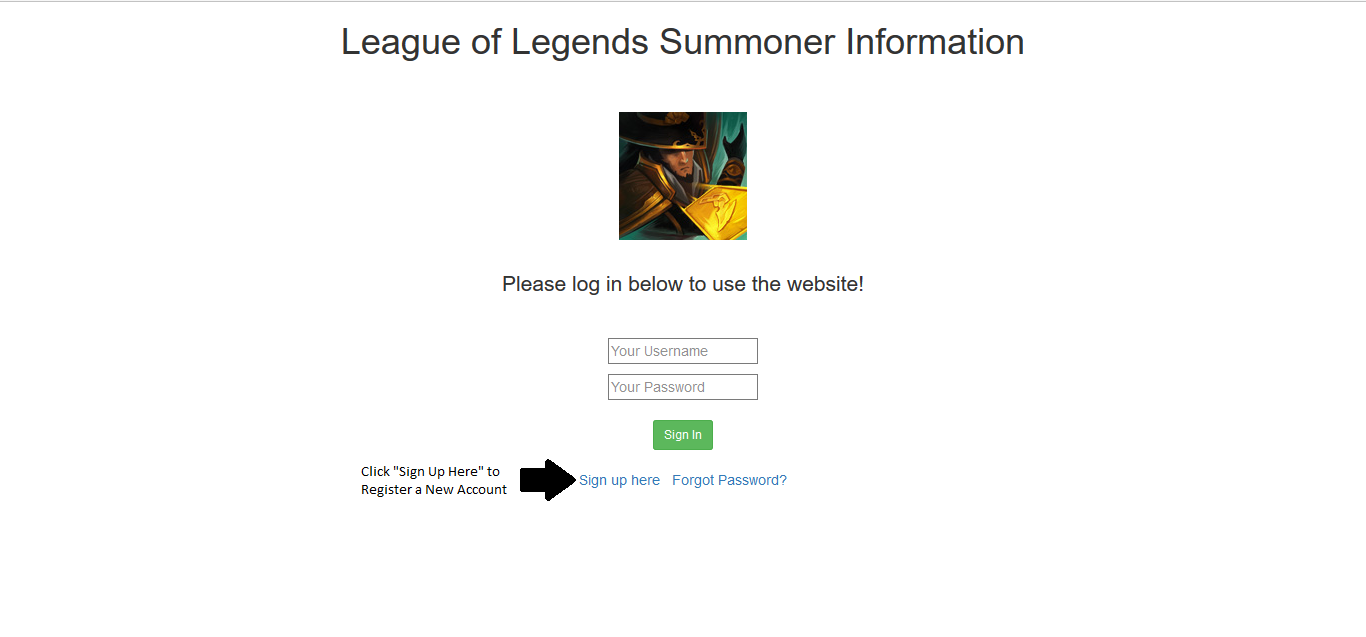 League of Legends Summoner Information
Please log in below to use the website!
Your Username
Your Password
Sign In
Click "Sign Up Here" to
Register a New Account
Sign up here Forgot Password?